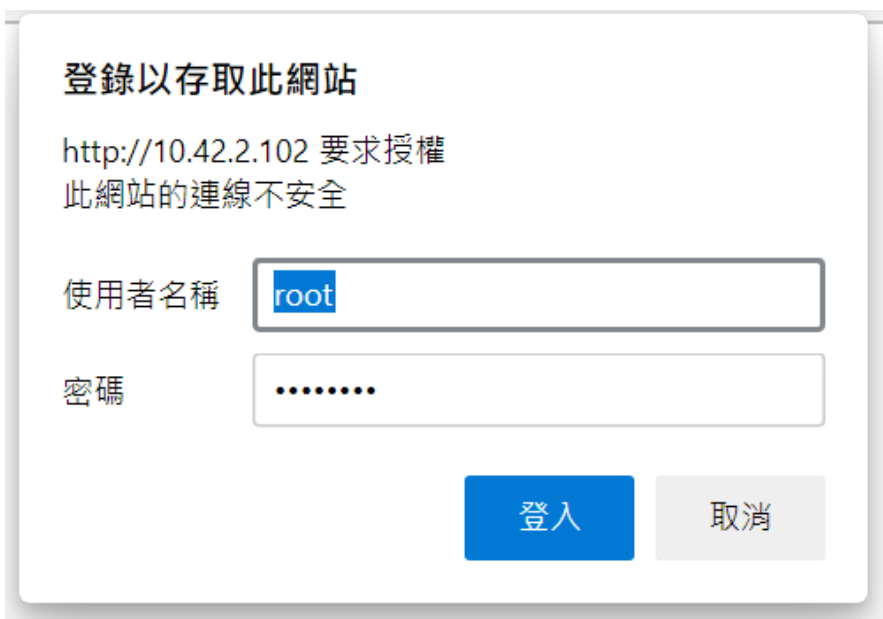 登錄以存取此網站
http://10.42.2.102 要求授權
此網站的連線不安全
使用者名稱 root
密碼 ••••••••
登入 取消